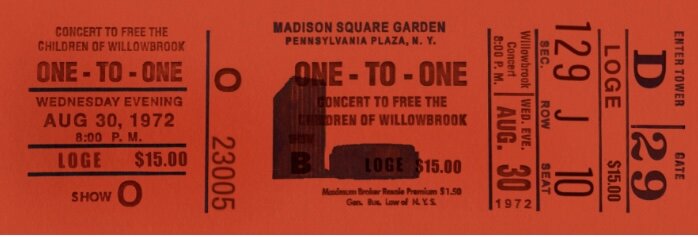 CONCERT TO FREE THE
CHILDREN OF WILLOWBROOK
ONE - TO - ONE
WEDNESDAY EVENING
AUG 30, 1972
8:00 P. M.
LOGE $15.00
SHOW O
O
23005
MADISON SQUARE GARDEN
PENNSYLVANIA PLAZA, N. Y.
ONE - TO - ONE
CONCERT TO FREE THE
CHILDREN OF WILLOWBROOK
B
LOGE $15.00
Maximum Broker Resale Premium $1.50
Gen. Bus. Law of N. Y. S.
Willowbrook
Concert
8:00 P. M.
WED. EVE.
AUG. 30
1972
129 J 10
SEC. ROW SEAT
LOGE $15.00
D 29
ENTER TOWER GATE